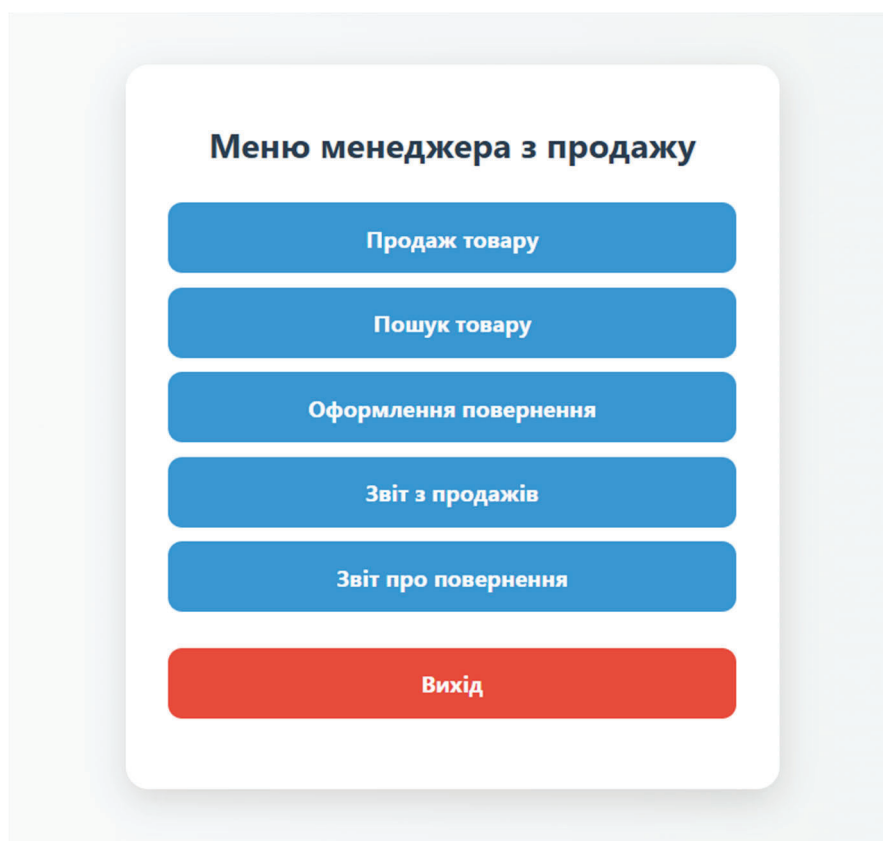 Меню менеджера з продажу
Продаж товару
Пошук товару
Оформлення повернення
Звіт з продажів
Звіт про повернення
Вихід